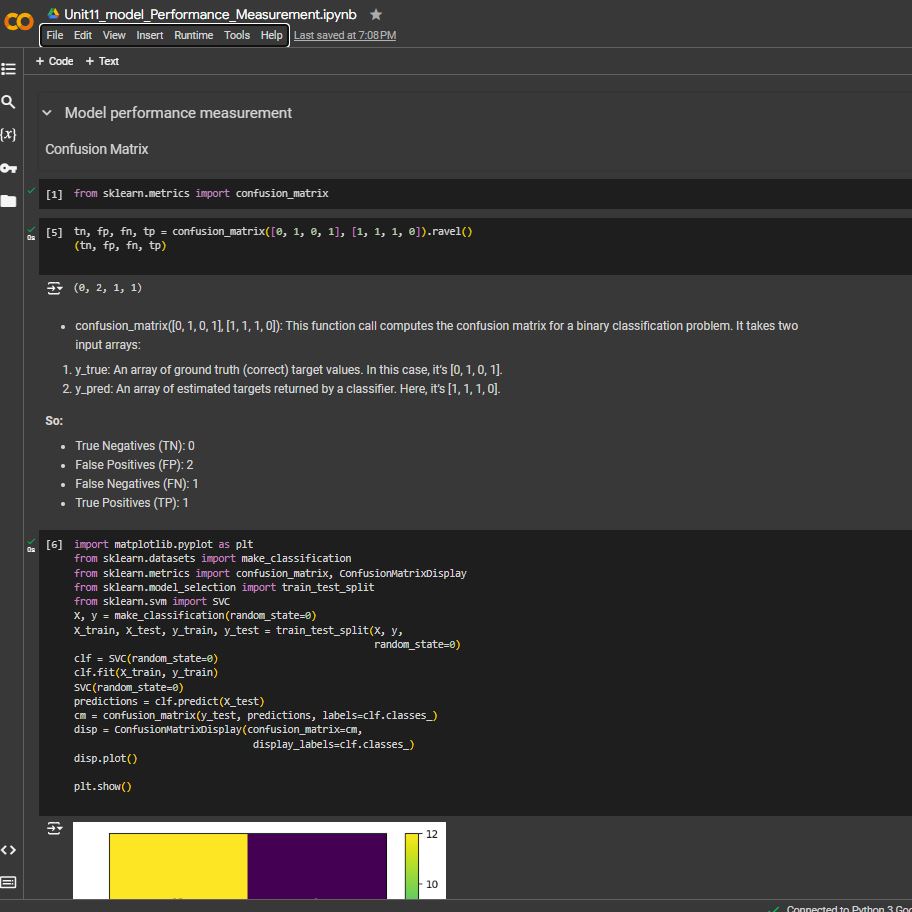 Unit11_model_Performance_Measurement.ipynb
File Edit View Insert Runtime Tools Help Last saved at 7:08 PM
+ Code + Text
Model performance measurement
Confusion Matrix
[1] from sklearn.metrics import confusion_matrix
[5] tn, fp, fn, tp = confusion_matrix([0, 1, 0, 1], [1, 1, 1, 0]).ravel()
0s
(tn, fp, fn, tp)
(0, 2, 1, 1)
• confusion_matrix([0, 1, 0, 1], [1, 1, 1, 0]): This function call computes the confusion matrix for a binary classification problem. It takes two
input arrays:
1. y_true: An array of ground truth (correct) target values. In this case, it's [0, 1, 0, 1].
2. y_pred: An array of estimated targets returned by a classifier. Here, it's [1, 1, 1, 0].
So:
• True Negatives (TN): 0
• False Positives (FP): 2
• False Negatives (FN): 1
• True Positives (TP): 1
[6] import matplotlib.pyplot as plt
0s
from sklearn.datasets import make_classification
from sklearn.metrics import confusion_matrix, ConfusionMatrixDisplay
from sklearn.model_selection import train_test_split
from sklearn.svm import SVC
X, y = make_classification(random_state=0)
X_train, X_test, y_train, y_test = train_test_split(X, y,
random_state=0)
clf = SVC(random_state=0)
clf.fit(X_train, y_train)
SVC(random_state=0)
predictions = clf.predict(X_test)
cm = confusion_matrix(y_test, predictions, labels=clf.classes_)
disp = ConfusionMatrixDisplay(confusion_matrix=cm,
display_labels=clf.classes_)
disp.plot()
plt.show()
12
10
Connected to Python 3 Goo